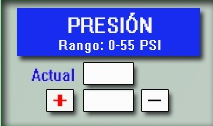 PRESIÓN
Rango: 0-55 PSI
Actual
+ −